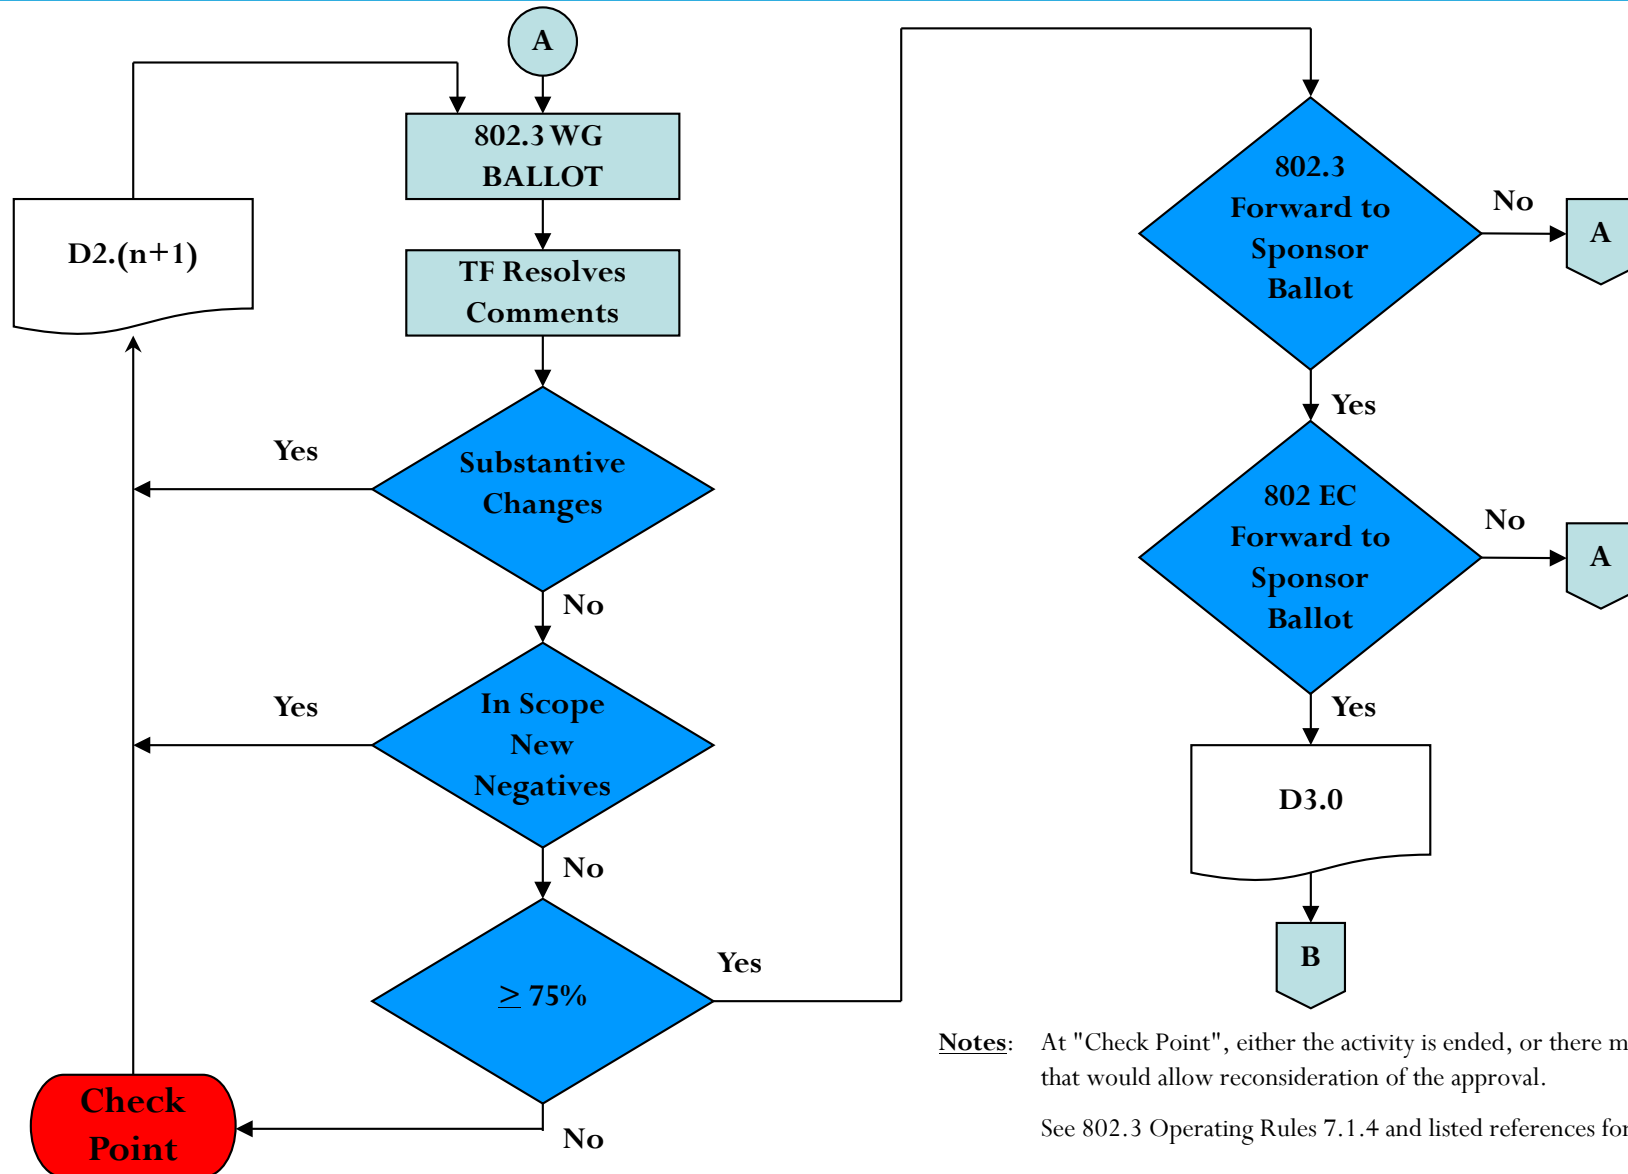 A
802.3 WG
BALLOT
D2.(n+1)
TF Resolves
Comments
Yes
Substantive
Changes
No
Yes
In Scope
New
Negatives
No
≥ 75%
Yes
No
Check
Point
802.3
Forward to
Sponsor
Ballot
No
A
Yes
802 EC
Forward to
Sponsor
Ballot
No
A
Yes
D3.0
B
Notes: At "Check Point", either the activity is ended, or there
that would allow reconsideration of the approval.
See 802.3 Operating Rules 7.1.4 and listed references for